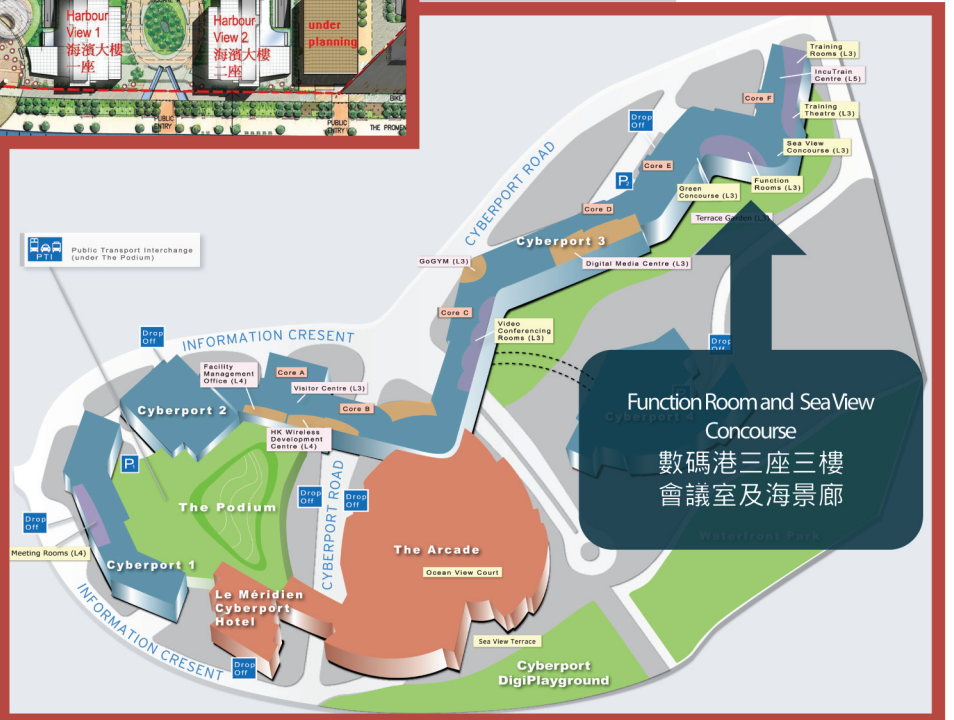 Harbour
View 1
海濱大樓
一座
Harbour
View 2
海濱大樓
二座
under
planning
PUBLIC
ENTRY
PUBLIC
ENTRY
BIKE
THE PROMEN
Training
Rooms (L3)
IncuTrain
Centre (L5)
Core F
Training
Theatre (L3)
Drop
Off
Sea View
Concourse (L3)
Core E
P2
Function
Rooms (L3)
Green
Concourse (L3)
CYBERPORT ROAD
Core D
Terrace Garden (L3)
Cyberport 3
PTI
Public Transport Interchange
(under The Podium)
GoGYM (L3)
Digital Media Centre (L3)
Core C
Video
Conferencing
Rooms (L3)
Drop
Off
INFORMATION CRESENT
Drop
Off
Facility
Management
Office (L4)
Core A
Visitor Centre (L3)
Cyberport 2
Core B
HK Wireless
Development
Centre (L4)
Function Room and Sea View
Concourse
數碼港三座三樓
會議室及海景廊
Cyberport 4
P1
The Podium
CYBERPORT ROAD
Drop
Off
Drop
Off
Drop
Off
Waterfront Park
Meeting Rooms (L4)
Cyberport 1
The Arcade
Ocean View Court
Le Méridien
Cyberport
Hotel
INFORMATION CRESENT
Sea View Terrace
Drop
Off
Cyberport
DigiPlayground